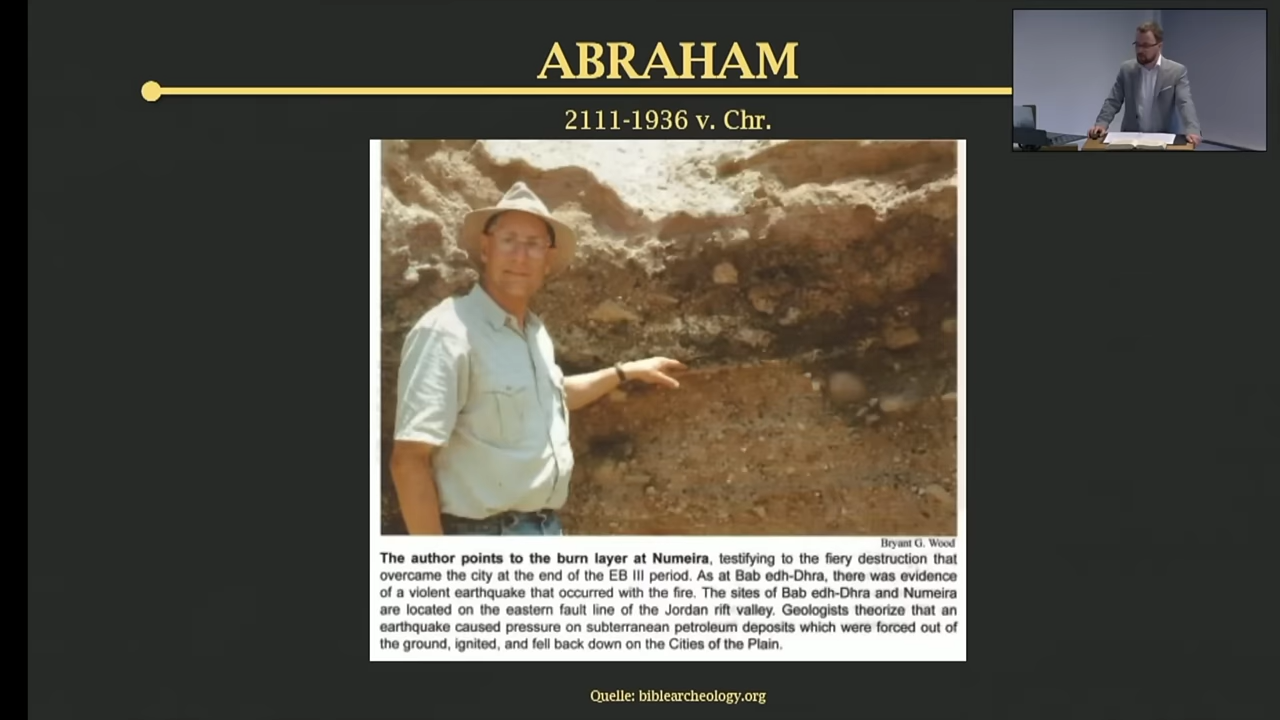 ABRAHAM
2111-1936 v. Chr.
Bryant G. Wood
The author points to the burn layer at Numeira, testifying to the fiery destruction that
overcame the city at the end of the EB III period. As at Bab edh-Dhra, there was evidence
of a violent earthquake that occurred with the fire. The sites of Bab edh-Dhra and Numeira
are located on the eastern fault line of the Jordan rift valley. Geologists theorize that an
earthquake caused pressure on subterranean petroleum deposits which were forced out of
the ground, ignited, and fell back down on the Cities of the Plain.
Quelle: biblearcheology.org